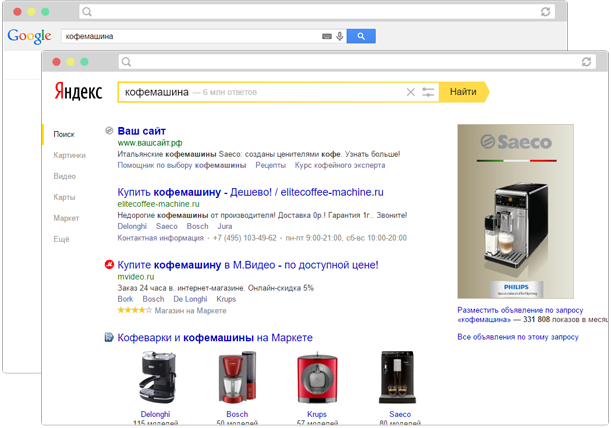 Google
кофемашина
Яндекс
кофемашина — 6 млн ответов
Найти
Поиск
Картинки
Видео
Карты
Маркет
Ещё
Ваш сайт
www.вашсайт.рф
Итальянские кофемашины Saeco: созданы ценителями кофе. Узнать больше!
Помощник по выбору кофемашины Рецепты Курс кофейного эксперта
Купить кофемашину - Дешево! / elitecoffee-machine.ru
elitecoffee-machine.ru
Недорогие кофемашины от производителя! Доставка 0р.! Гарантия 1г.. Звоните!
Delonghi Saeco Bosch Jura
Контактная информация · +7 (495) 103-49-62 · пн-пт 9:00-21:00, сб-вс 10:00-20:00
Купите кофемашину в М.Видео - по доступной цене!
mvideo.ru
Заказ 24 часа в. интернет-магазине. Онлайн-скидка 5%
Bork Bosch De Longhi Krups
Магазин на Маркете
Кофеварки и кофемашины на Маркете
Delonghi Bosch Krups Saeco
115 моделей 50 моделей 57 моделей 80 моделей
Saeco
PHILIPS
Разместить объявление по запросу
«кофемашина» — 331 808 показов в меся
Все объявления по этому запросу